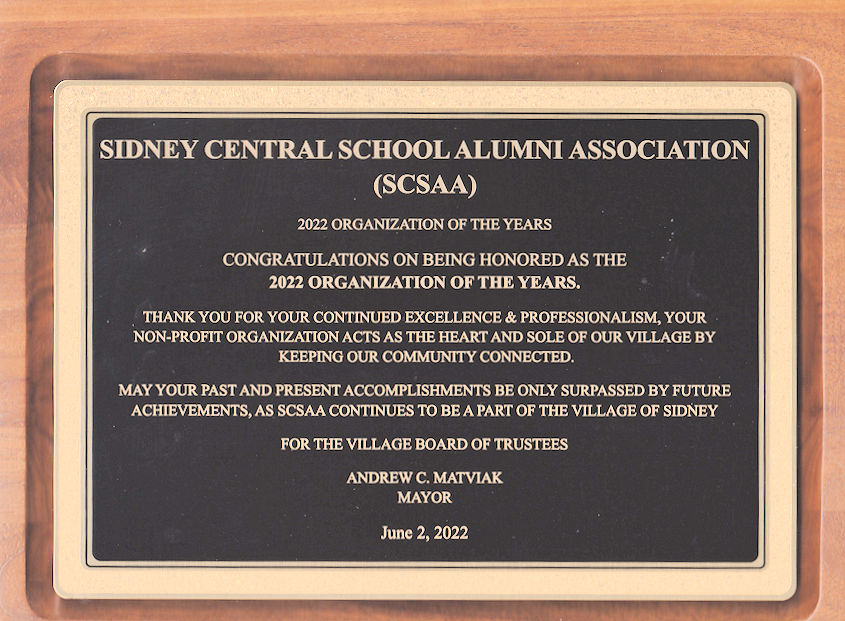 SIDNEY CENTRAL SCHOOL ALUMNI ASSOCIATION
(SCSAA)
2022 ORGANIZATION OF THE YEARS
CONGRATULATIONS ON BEING HONORED AS THE
2022 ORGANIZATION OF THE YEARS.
THANK YOU FOR YOUR CONTINUED EXCELLENCE & PROFESSIONALISM, YOUR
NON-PROFIT ORGANIZATION ACTS AS THE HEART AND SOLE OF OUR VILLAGE BY
KEEPING OUR COMMUNITY CONNECTED.
MAY YOUR PAST AND PRESENT ACCOMPLISHMENTS BE ONLY SURPASSED BY FUTURE
ACHIEVEMENTS, AS SCSAA CONTINUES TO BE A PART OF THE VILLAGE OF SIDNEY
FOR THE VILLAGE BOARD OF TRUSTEES
ANDREW C. MATVIAK
MAYOR
June 2, 2022